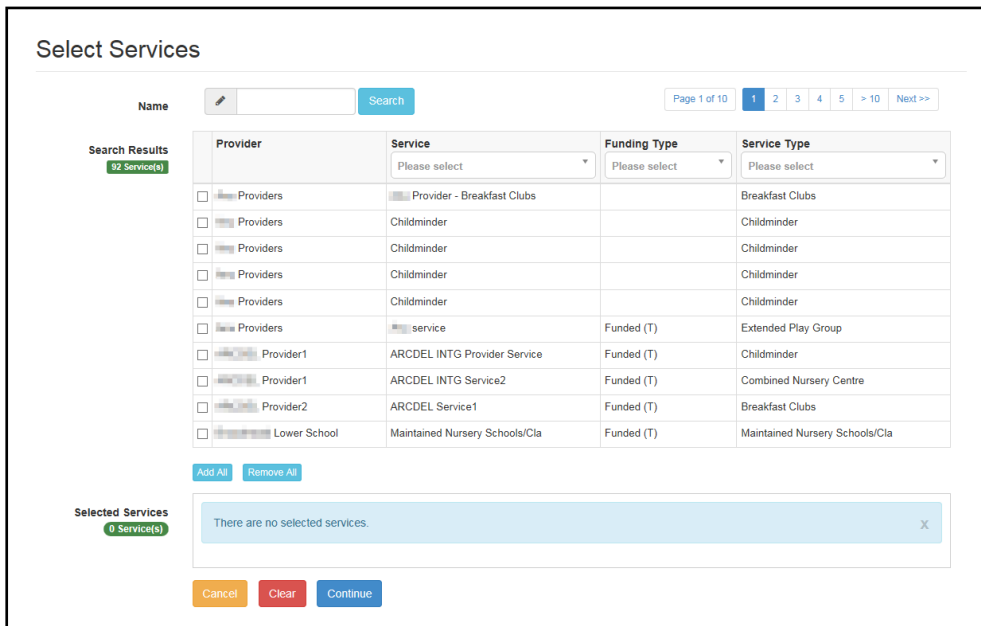 Select Services
Name Search Page 1 of 10 1 2 3 4 5 > 10 Next >>
Search Results Provider Service Funding Type Service Type
92 Service(s) Please select Please select Please select
Providers Provider - Breakfast Clubs Breakfast Clubs
Providers Childminder Childminder
Providers Childminder Childminder
Providers Childminder Childminder
Providers Childminder Childminder
Providers service Funded (T) Extended Play Group
Provider1 ARCDEL INTG Provider Service Funded (T) Childminder
Provider1 ARCDEL INTG Service2 Funded (T) Combined Nursery Centre
Provider2 ARCDEL Service1 Funded (T) Breakfast Clubs
Lower School Maintained Nursery Schools/Cla Funded (T) Maintained Nursery Schools/Cla
Add All Remove All
Selected Services
0 Service(s) There are no selected services. x
Cancel Clear Continue